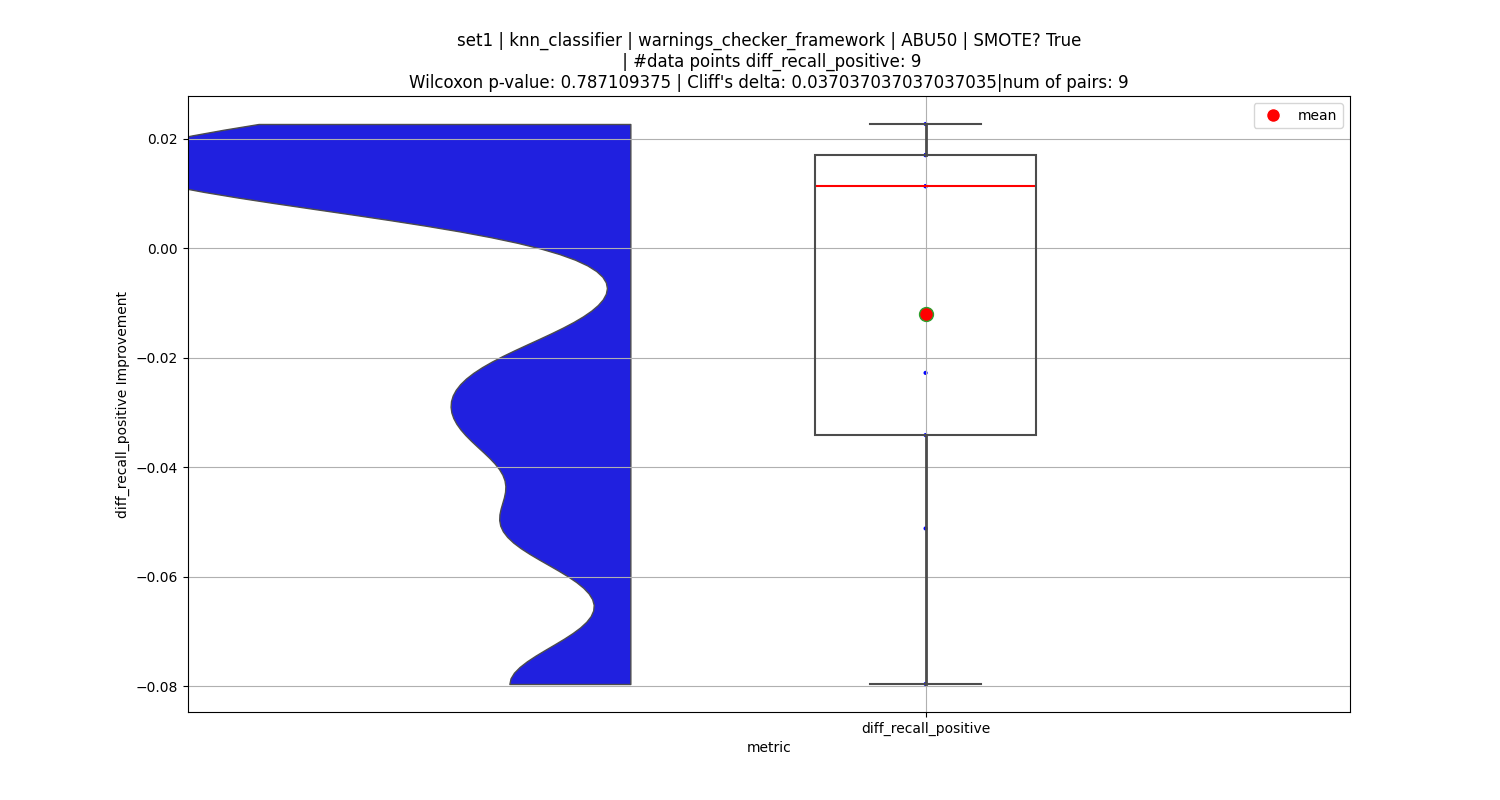 set1 | knn_classifier | warnings_checker_framework | ABU50 | SMOTE? True
| #data points diff_recall_positive: 9
Wilcoxon p-value: 0.787109375 | Cliff's delta: 0.037037037037037035|num of pairs: 9
mean
0.02
0.00
−0.02
−0.04
−0.06
−0.08
diff_recall_positive Improvement
diff_recall_positive
metric